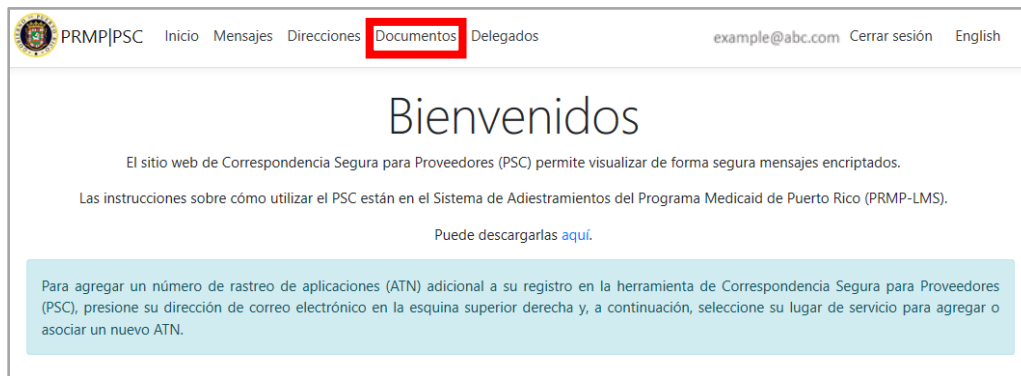 PRMP|PSC Inicio Mensajes Direcciones Documentos Delegados example@abc.com Cerrar sesión English
Bienvenidos
El sitio web de Correspondencia Segura para Proveedores (PSC) permite visualizar de forma segura mensajes encriptados.
Las instrucciones sobre cómo utilizar el PSC están en el Sistema de Adiestramientos del Programa Medicaid de Puerto Rico (PRMP-LMS).
Puede descargarlas aquí.
Para agregar un número de rastreo de aplicaciones (ATN) adicional a su registro en la herramienta de Correspondencia Segura para Proveedores
(PSC), presione su dirección de correo electrónico en la esquina superior derecha y, a continuación, seleccione su lugar de servicio para agregar o
asociar un nuevo ATN.